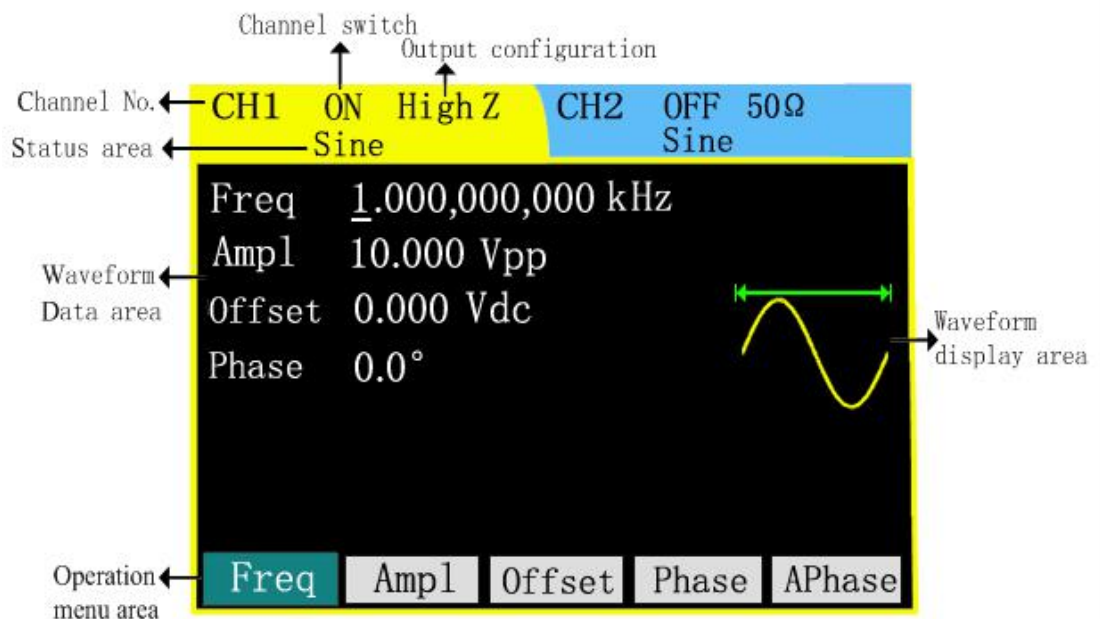 Channel switch
Output configuration
Channel No.
CH1 ON High Z CH2 OFF 50Ω
Status area
Sine
Sine
Freq 1.000,000,000 kHz
Ampl 10.000 Vpp
Waveform
Data area
Offset 0.000 Vdc
Phase 0.0°
Waveform
display area
Operation
menu area
Freq Ampl Offset Phase APhase